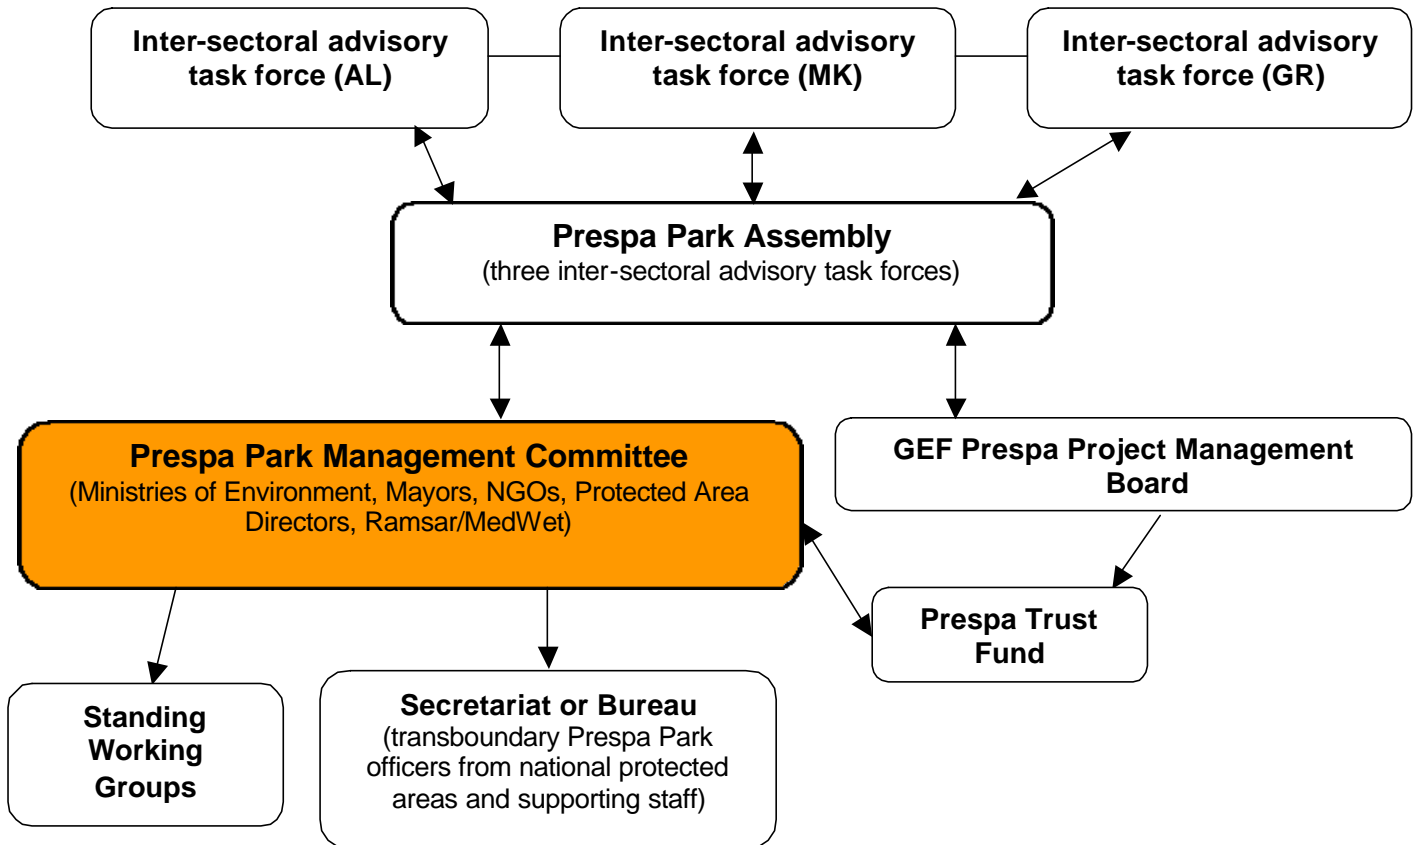 Inter-sectoral advisory
task force (AL)
Inter-sectoral advisory
task force (MK)
Inter-sectoral advisory
task force (GR)
Prespa Park Assembly
(three inter-sectoral advisory task forces)
Prespa Park Management Committee
(Ministries of Environment, Mayors, NGOs, Protected Area
Directors, Ramsar/MedWet)
GEF Prespa Project Management
Board
Prespa Trust
Fund
Standing
Working
Groups
Secretariat or Bureau
(transboundary Prespa Park
officers from national protected
areas and supporting staff)